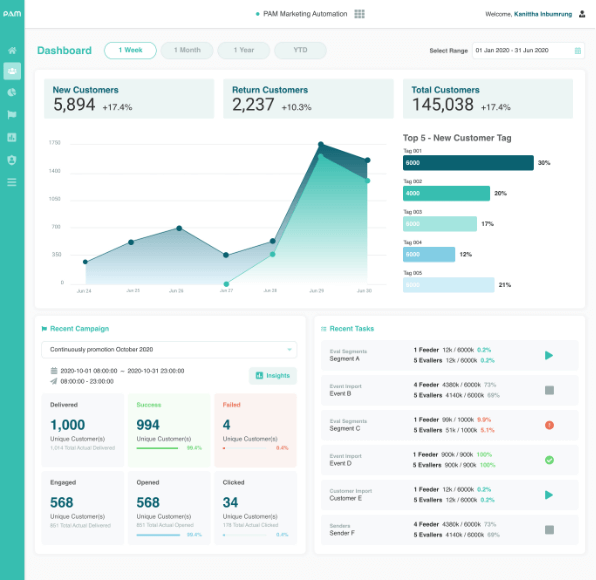 PAM
PAM Marketing Automation
Welcome, Kanittha Inbumrung
Dashboard
1 Week
1 Month
1 Year
YTD
Select Range
01 Jan 2020 - 31 Jun 2020
New Customers
5,894 +17.4%
Return Customers
2,237 +10.3%
Total Customers
145,038 +17.4%
1750
1400
1050
700
350
0
Jun 24
Jun 25
Jun 26
Jun 27
Jun 28
Jun 29
Jun 30
Top 5 - New Customer Tag
Tag 001
6000
30%
Tag 002
4000
20%
Tag 003
17%
Tag 004
12%
Tag 005
21%
Recent Campaign
Continuously promotion October 2020
2020-10-01 08:00:00 – 2020-10-31 23:00:00
08:00:00 - 23:00:00
Insights
Delivered
1,000
Unique Customer(s)
1,014 Total Actual Delivered
Success
994
Unique Customer(s)
99.4%
Failed
4
Unique Customer(s)
0.4%
Engaged
568
Unique Customer(s)
851 Total Actual Delivered
Opened
568
Unique Customer(s)
851 Total Actual Opened
99.4%
Clicked
34
Unique Customer(s)
178 Total Actual Clicked
0.4%
Recent Tasks
Eval Segments
Segment A
1 Feeder 12k / 6000k 0.2%
5 Evallers 12k / 6000k 0.2%
Event Import
Event B
4 Feeder 4380k / 6000k 73%
5 Evallers 4140k / 6000k 69%
Eval Segments
Segment C
1 Feeder 99k / 1000k 9.9%
5 Evallers 51k / 1000k 5.1%
Event Import
Event D
1 Feeder 900k / 900k 100%
5 Evallers 900k / 900k 100%
Customer Import
Customer E
1 Feeder 12k / 6000k 0.2%
5 Evallers 12k / 6000k 0.2%
Senders
Sender F
4 Feeder 4380k / 6000k 73%
5 Evallers 4140k / 6000k 69%